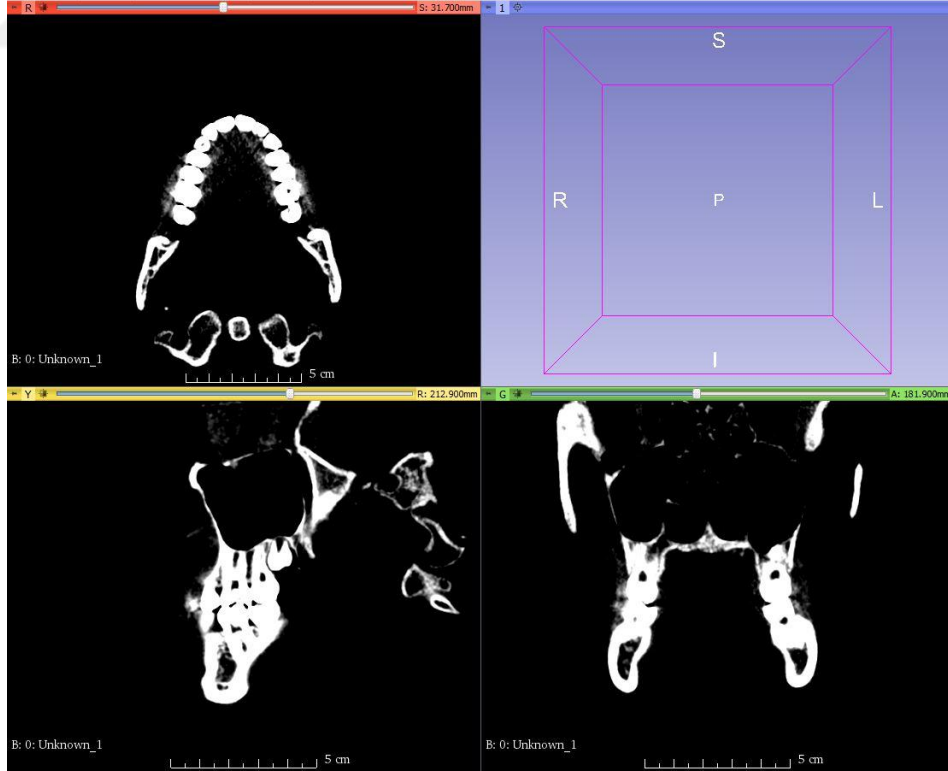 R S: 31.700mm
B: 0: Unknown_1
5 cm
1
S
R
P
L
I
Y R: 212.900mm
B: 0: Unknown_1
5 cm
G A: 181.900mm
B: 0: Unknown_1
5 cm